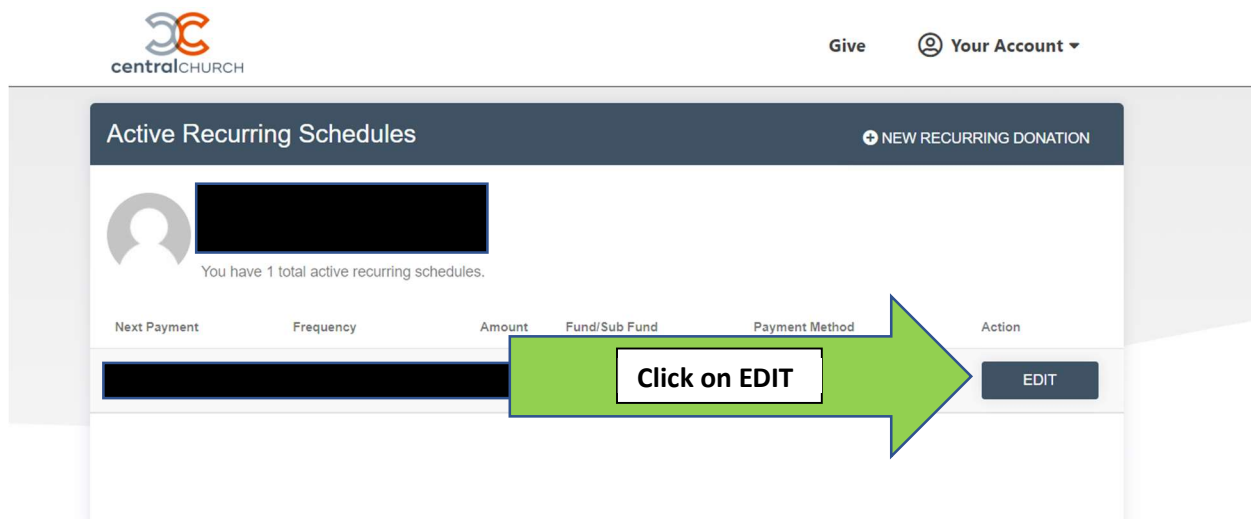 Give Your Account
centralCHURCH
Active Recurring Schedules NEW RECURRING DONATION
You have 1 total active recurring schedules.
Next Payment Frequency Amount Fund/Sub Fund Payment Method Action
Click on EDIT EDIT